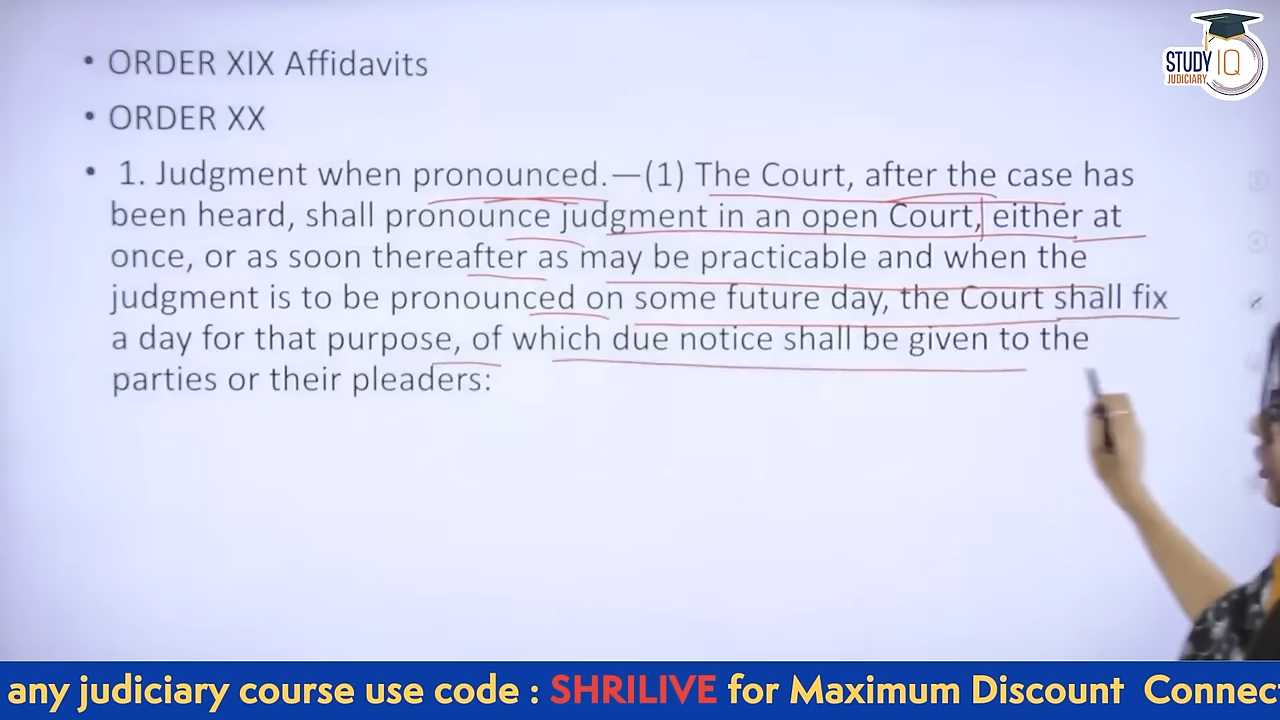 • ORDER XIX Affidavits
STUDY IQ
JUDICIARY
• ORDER XX
• 1. Judgment when pronounced.—(1) The Court, after the case has
been heard, shall pronounce judgment in an open Court, either at
once, or as soon thereafter as may be practicable and when the
judgment is to be pronounced on some future day, the Court shall fix
a day for that purpose, of which due notice shall be given to the
parties or their pleaders:
any judiciary course use code : SHRILIVE for Maximum Discount Connect